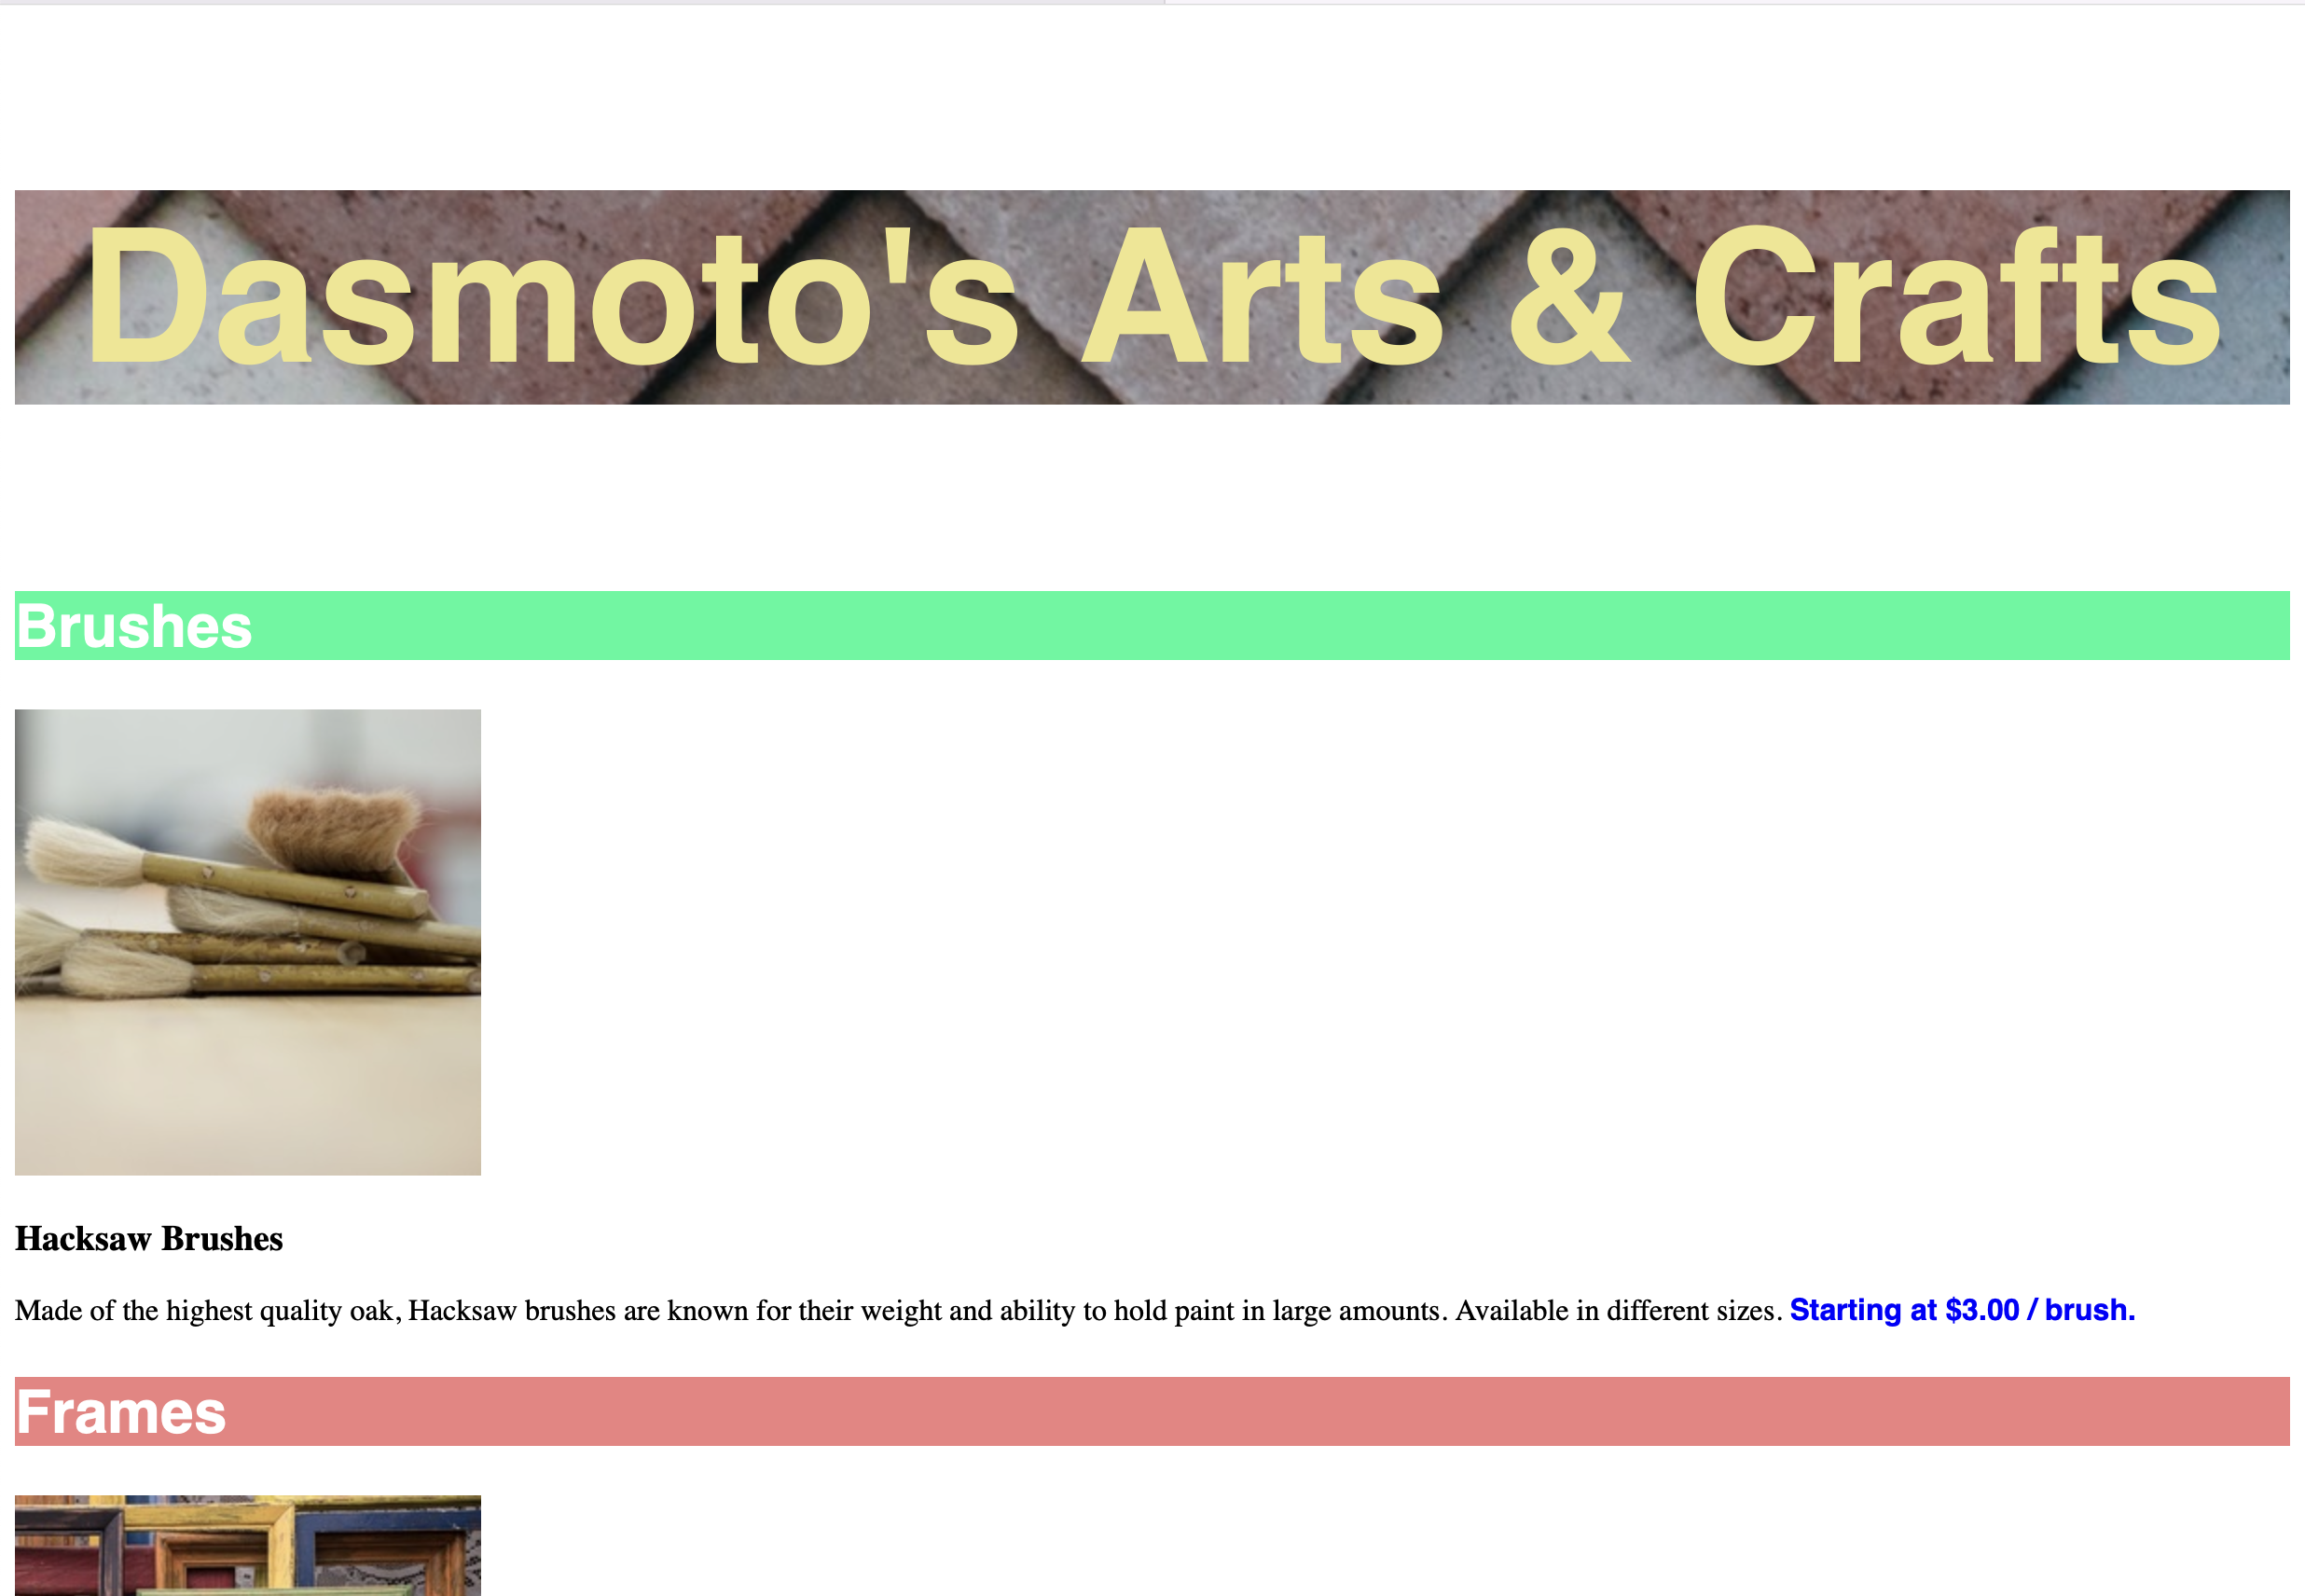 Dasmoto's Arts & Crafts
Brushes
Hacksaw Brushes
Made of the highest quality oak, Hacksaw brushes are known for their weight and ability to hold paint in large amounts. Available in different sizes. Starting at $3.00 / brush.
Frames